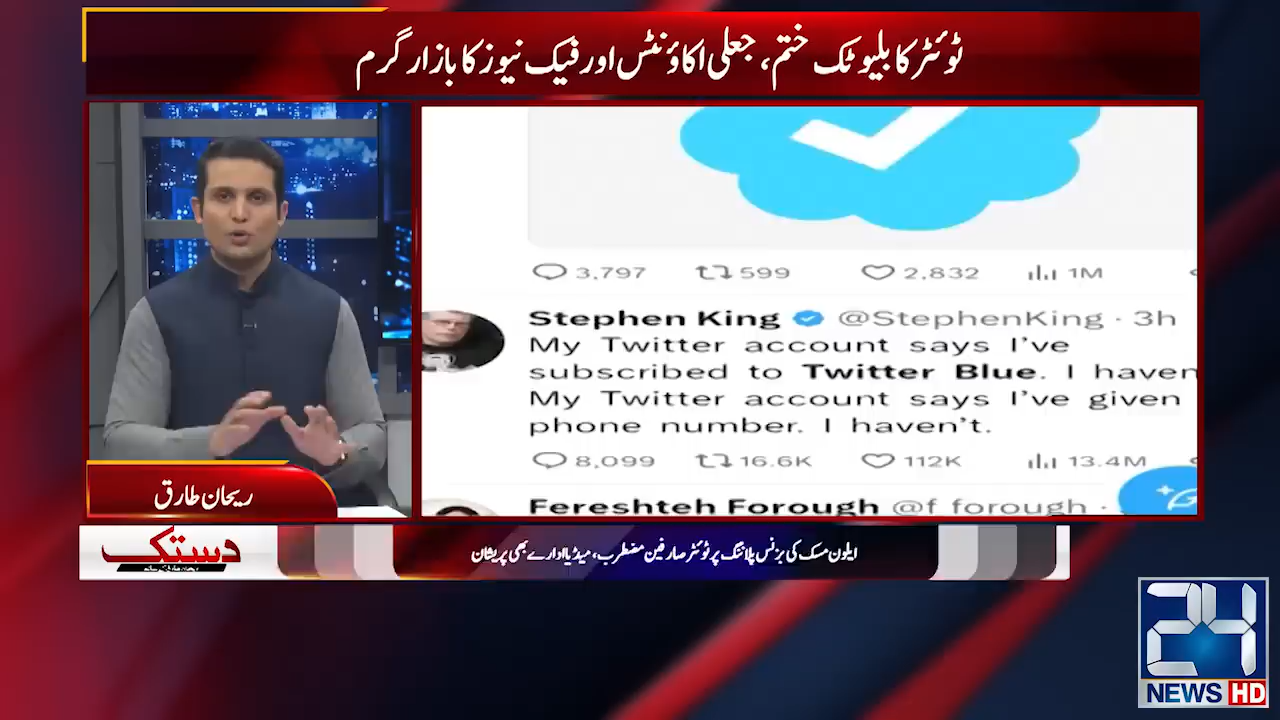 ٹوئٹر کا بلیو ٹک ختم، جعلی اکاؤنٹس اور فیک نیوز کا بازار گرم
3,797 599 2,832 1M
Stephen King @StephenKing · 3h
My Twitter account says I've
subscribed to Twitter Blue. I haven
My Twitter account says I've given
phone number. I haven't.
8,099 16.6K 112K 13.4M
Fereshteh Forough @f_forough ·
ریحان طارق
دستک
ایلون مسک کی بزنس پلاننگ پر ٹوئٹر صارفین مضطرب، میڈیا ادارے بھی پریشان
24
NEWS HD